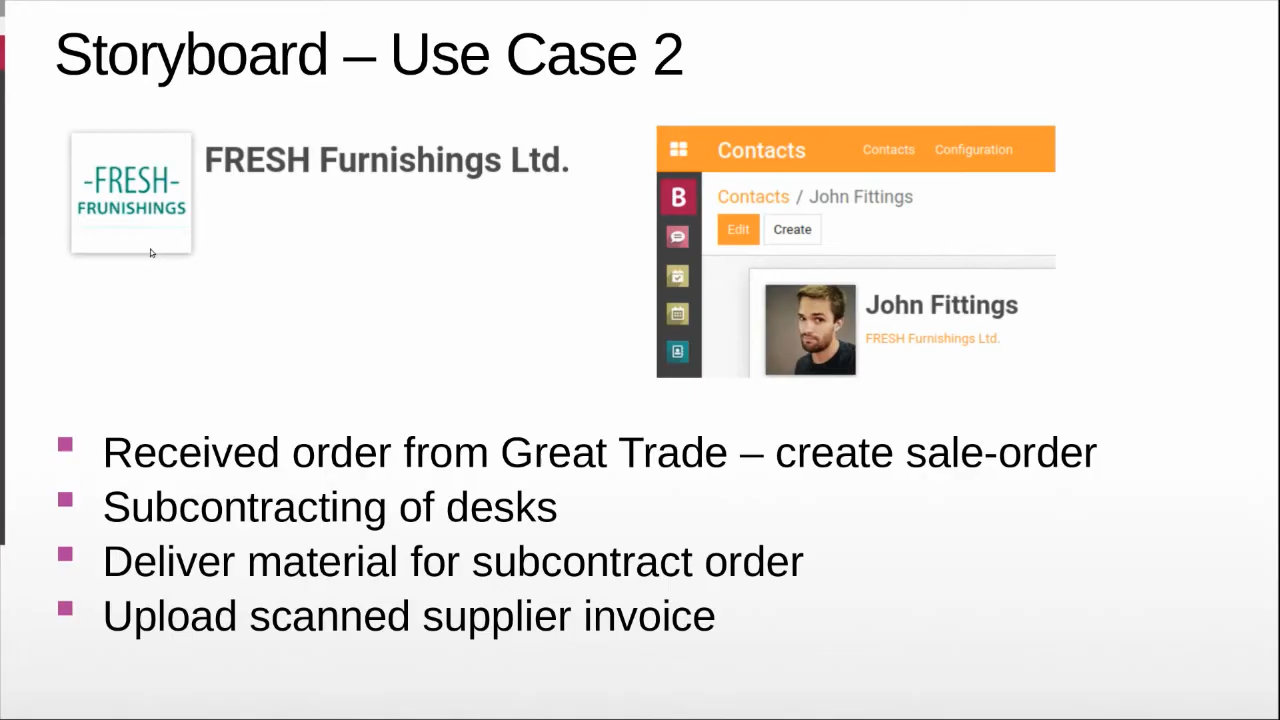 Storyboard – Use Case 2
-FRESH-
FRUNISHINGS
FRESH Furnishings Ltd.
Contacts
Contacts
Configuration
B
Contacts / John Fittings
Edit
Create
John Fittings
FRESH Furnishings Ltd.
Received order from Great Trade – create sale-order
Subcontracting of desks
Deliver material for subcontract order
Upload scanned supplier invoice